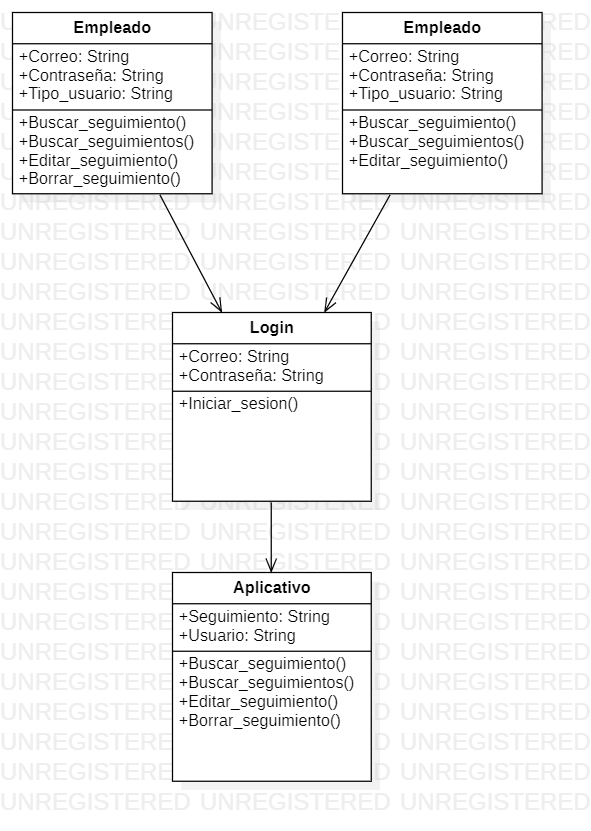 Empleado
+Correo: String
+Contraseña: String
+Tipo_usuario: String
+Buscar_seguimiento()
+Buscar_seguimientos()
+Editar_seguimiento()
+Borrar_seguimiento()
Empleado
+Correo: String
+Contraseña: String
+Tipo_usuario: String
+Buscar_seguimiento()
+Buscar_seguimientos()
+Editar_seguimiento()
Login
+Correo: String
+Contraseña: String
+Iniciar_sesion()
Aplicativo
+Seguimiento: String
+Usuario: String
+Buscar_seguimiento()
+Buscar_seguimientos()
+Editar_seguimiento()
+Borrar_seguimiento()
UNREGISTERED